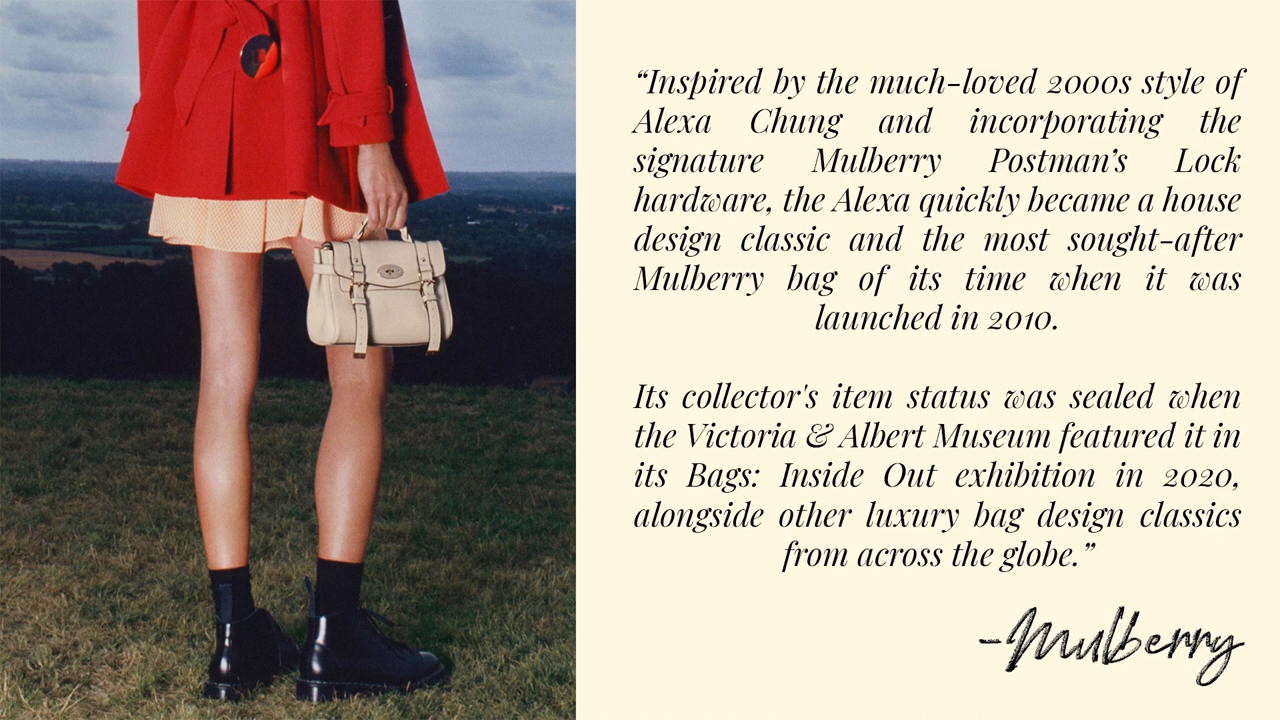 “Inspired by the much-loved 2000s style of
Alexa Chung and incorporating the
signature Mulberry Postman’s Lock
hardware, the Alexa quickly became a house
design classic and the most sought-after
Mulberry bag of its time when it was
launched in 2010.
Its collector's item status was sealed when
the Victoria & Albert Museum featured it in
its Bags: Inside Out exhibition in 2020,
alongside other luxury bag design classics
from across the globe.”
-Mulberry